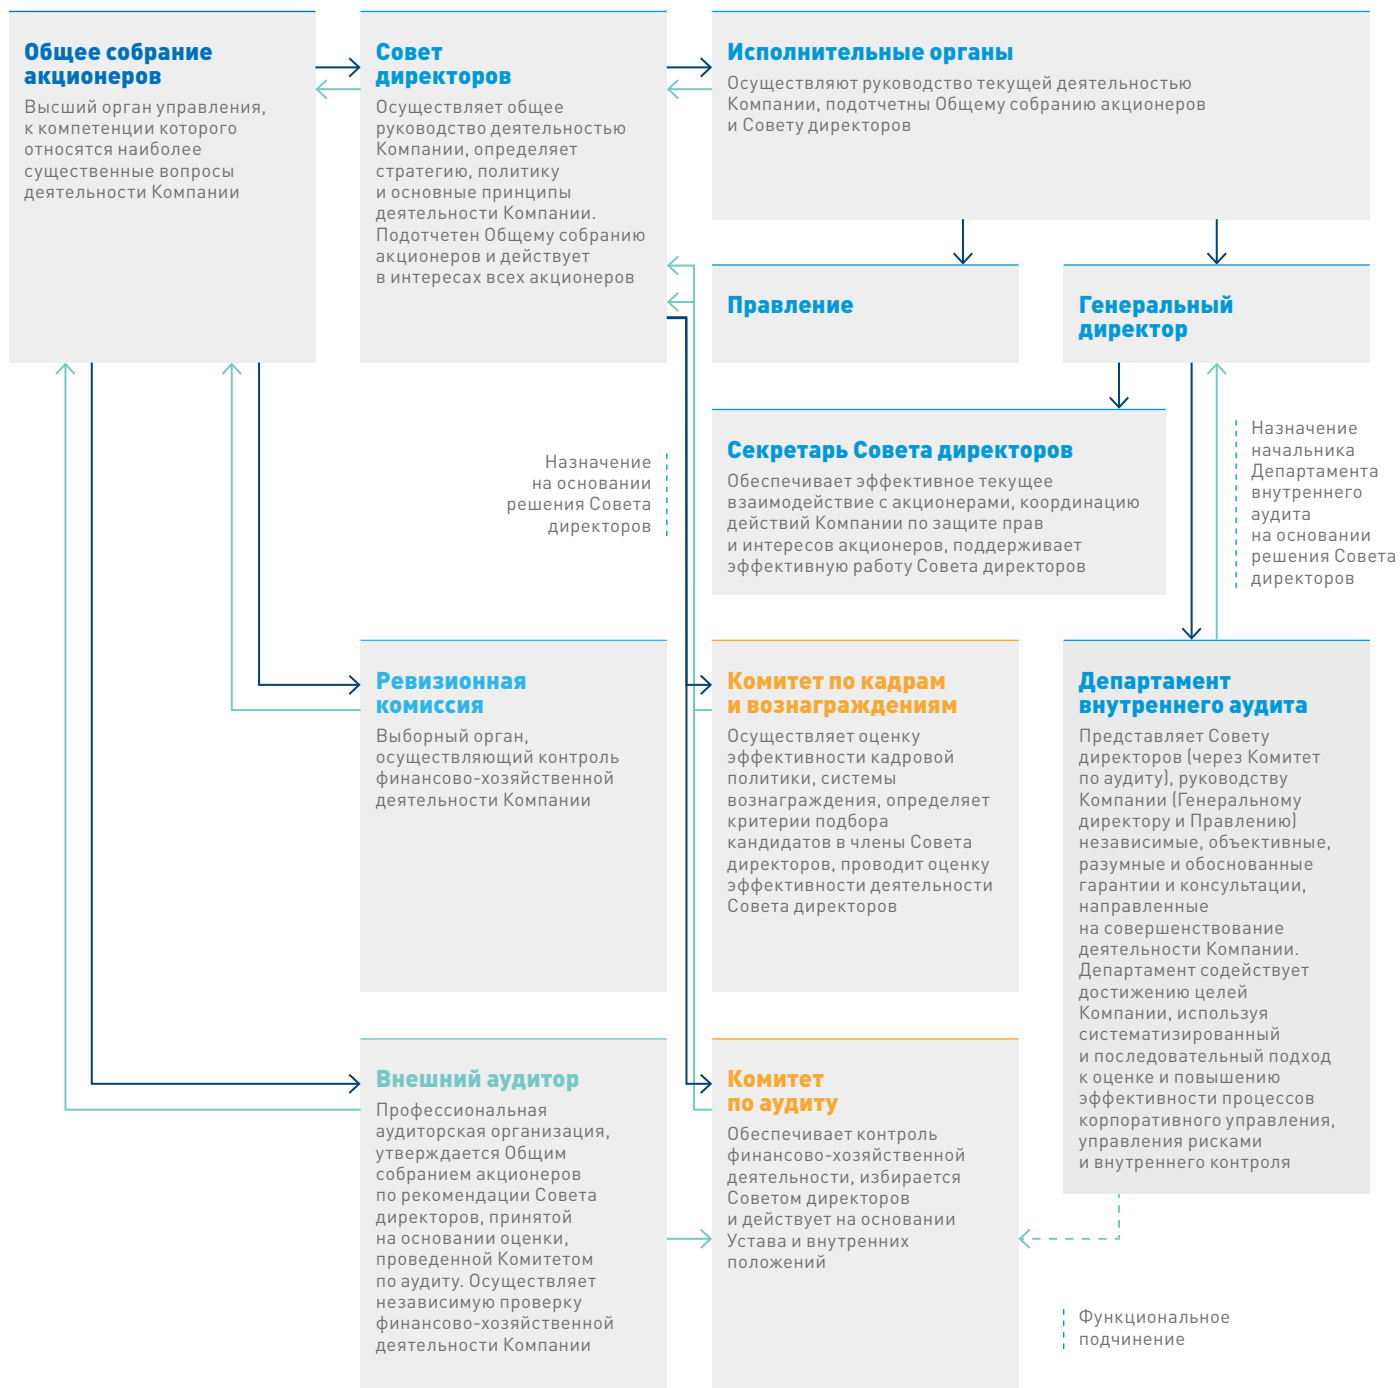 Общее собрание
акционеров
Высший орган управления,
к компетенции которого
относятся наиболее
существенные вопросы
деятельности Компании
Совет
директоров
Осуществляет общее
руководство деятельностью
Компании, определяет
стратегию, политику
и основные принципы
деятельности Компании.
Подотчетен Общему собранию
акционеров и действует
в интересах всех акционеров
Исполнительные органы
Осуществляют руководство текущей деятельностью
Компании, подотчетны Общему собранию акционеров
и Совету директоров
Правление
Генеральный
директор
Секретарь Совета директоров
Обеспечивает эффективное текущее
взаимодействие с акционерами, координацию
действий Компании по защите прав
и интересов акционеров, поддерживает
эффективную работу Совета директоров
Назначение
начальника
Департамента
внутреннего
аудита
на основании
решения Совета
директоров
Назначение
на основании
решения Совета
директоров
Ревизионная
комиссия
Выборный орган,
осуществляющий контроль
финансово-хозяйственной
деятельности Компании
Комитет по кадрам
и вознаграждениям
Осуществляет оценку
эффективности кадровой
политики, системы
вознаграждения, определяет
критерии подбора
кандидатов в члены Совета
директоров, проводит оценку
эффективности деятельности
Совета директоров
Департамент
внутреннего аудита
Представляет Совету
директоров (через Комитет
по аудиту), руководству
Компании (Генеральному
директору и Правлению)
независимые, объективные,
разумные и обоснованные
гарантии и консультации,
направленные
на совершенствование
деятельности Компании.
Департамент содействует
достижению целей
Компании, используя
систематизированный
и последовательный подход
к оценке и повышению
эффективности процессов
корпоративного управления,
управления рисками
и внутреннего контроля
Внешний аудитор
Профессиональная
аудиторская организация,
утверждается Общим
собранием акционеров
по рекомендации Совета
директоров, принятой
на основании оценки,
проведенной Комитетом
по аудиту. Осуществляет
независимую проверку
финансово-хозяйственной
деятельности Компании
Комитет
по аудиту
Обеспечивает контроль
финансово-хозяйственной
деятельности, избирается
Советом директоров
и действует на основании
Устава и внутренних
положений
Функциональное
подчинение